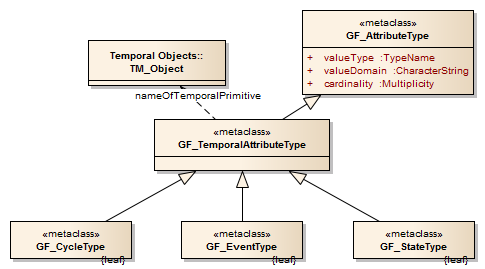 «metaclass»
GF_AttributeType
+ valueType :TypeName
+ valueDomain :CharacterString
+ cardinality :Multiplicity
Temporal Objects::
TM_Object
nameOfTemporalPrimitive
«metaclass»
GF_TemporalAttributeType
«metaclass»
GF_CycleType
{leaf}
«metaclass»
GF_EventType
{leaf}
«metaclass»
GF_StateType
{leaf}